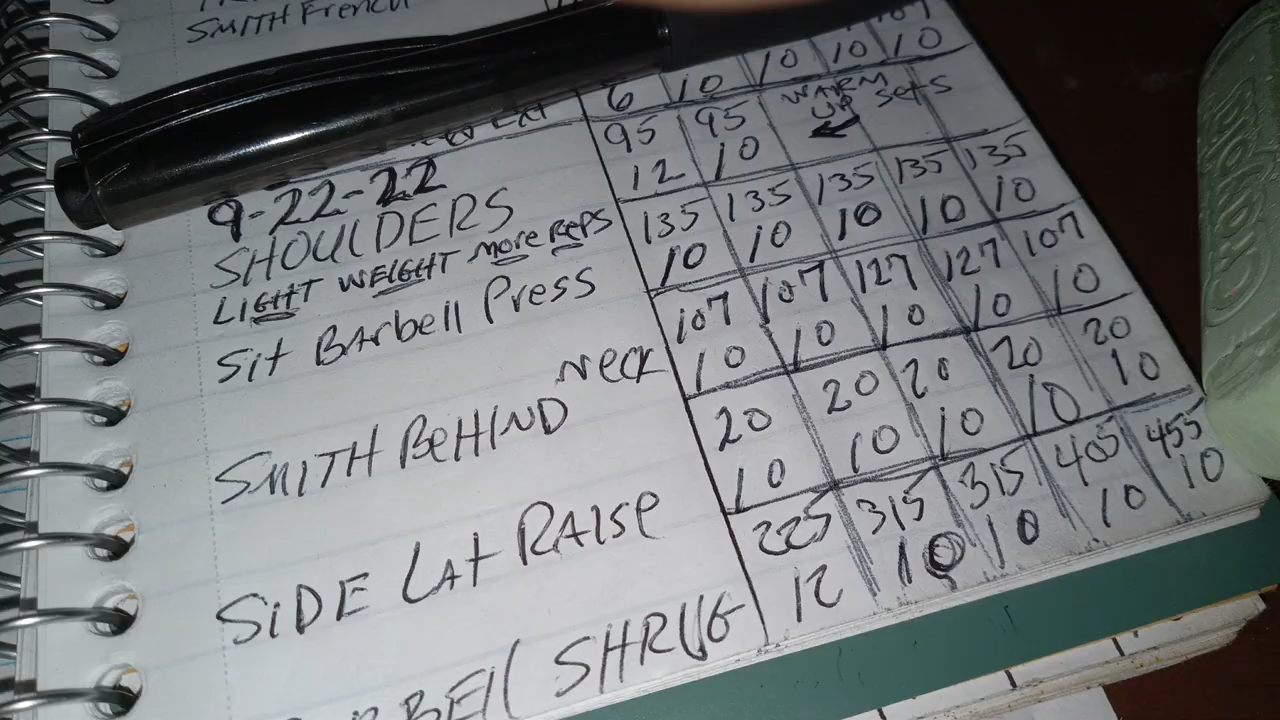 SMITH French
107
6 10 10 10 10
9-22-22
SHOULDERS
LIGHT WEIGHT More Reps
95 95 WARM UP Sets
12 10 ←
Sit BArbell Press 135 135 135 135 135
10 10 10 10 10
SMITH BeHIND Neck 107 107 127 127 107
10 10 10 10 10
SiDE LAt RAise 20 20 20 20 20
10 10 10 10 10
SHRUG 225 315 315 405 455
12 10 10 10 10
Colgate